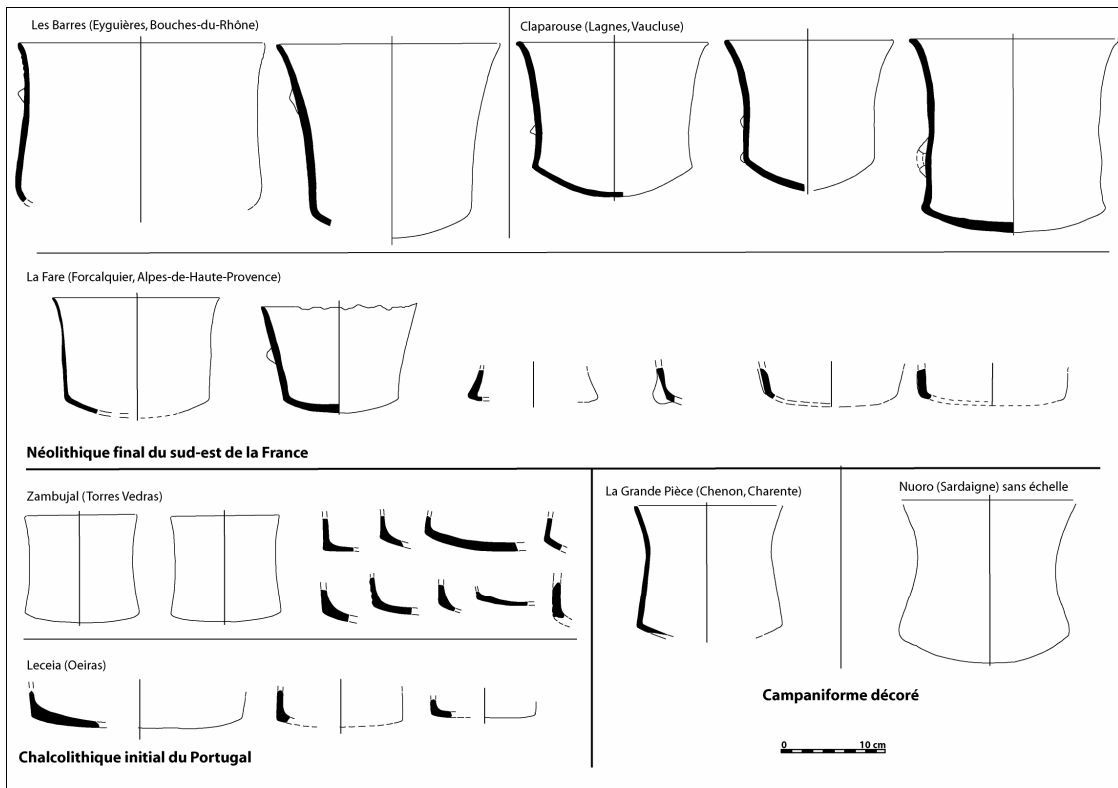 Les Barres (Eyguières, Bouches-du-Rhône)
Claparouse (Lagnes, Vaucluse)
La Fare (Forcalquier, Alpes-de-Haute-Provence)
Néolithique final du sud-est de la France
Zambujal (Torres Vedras)
La Grande Pièce (Chenon, Charente)
Nuoro (Sardaigne) sans échelle
Leceia (Oeiras)
Campaniforme décoré
Chalcolithique initial du Portugal
0 10 cm